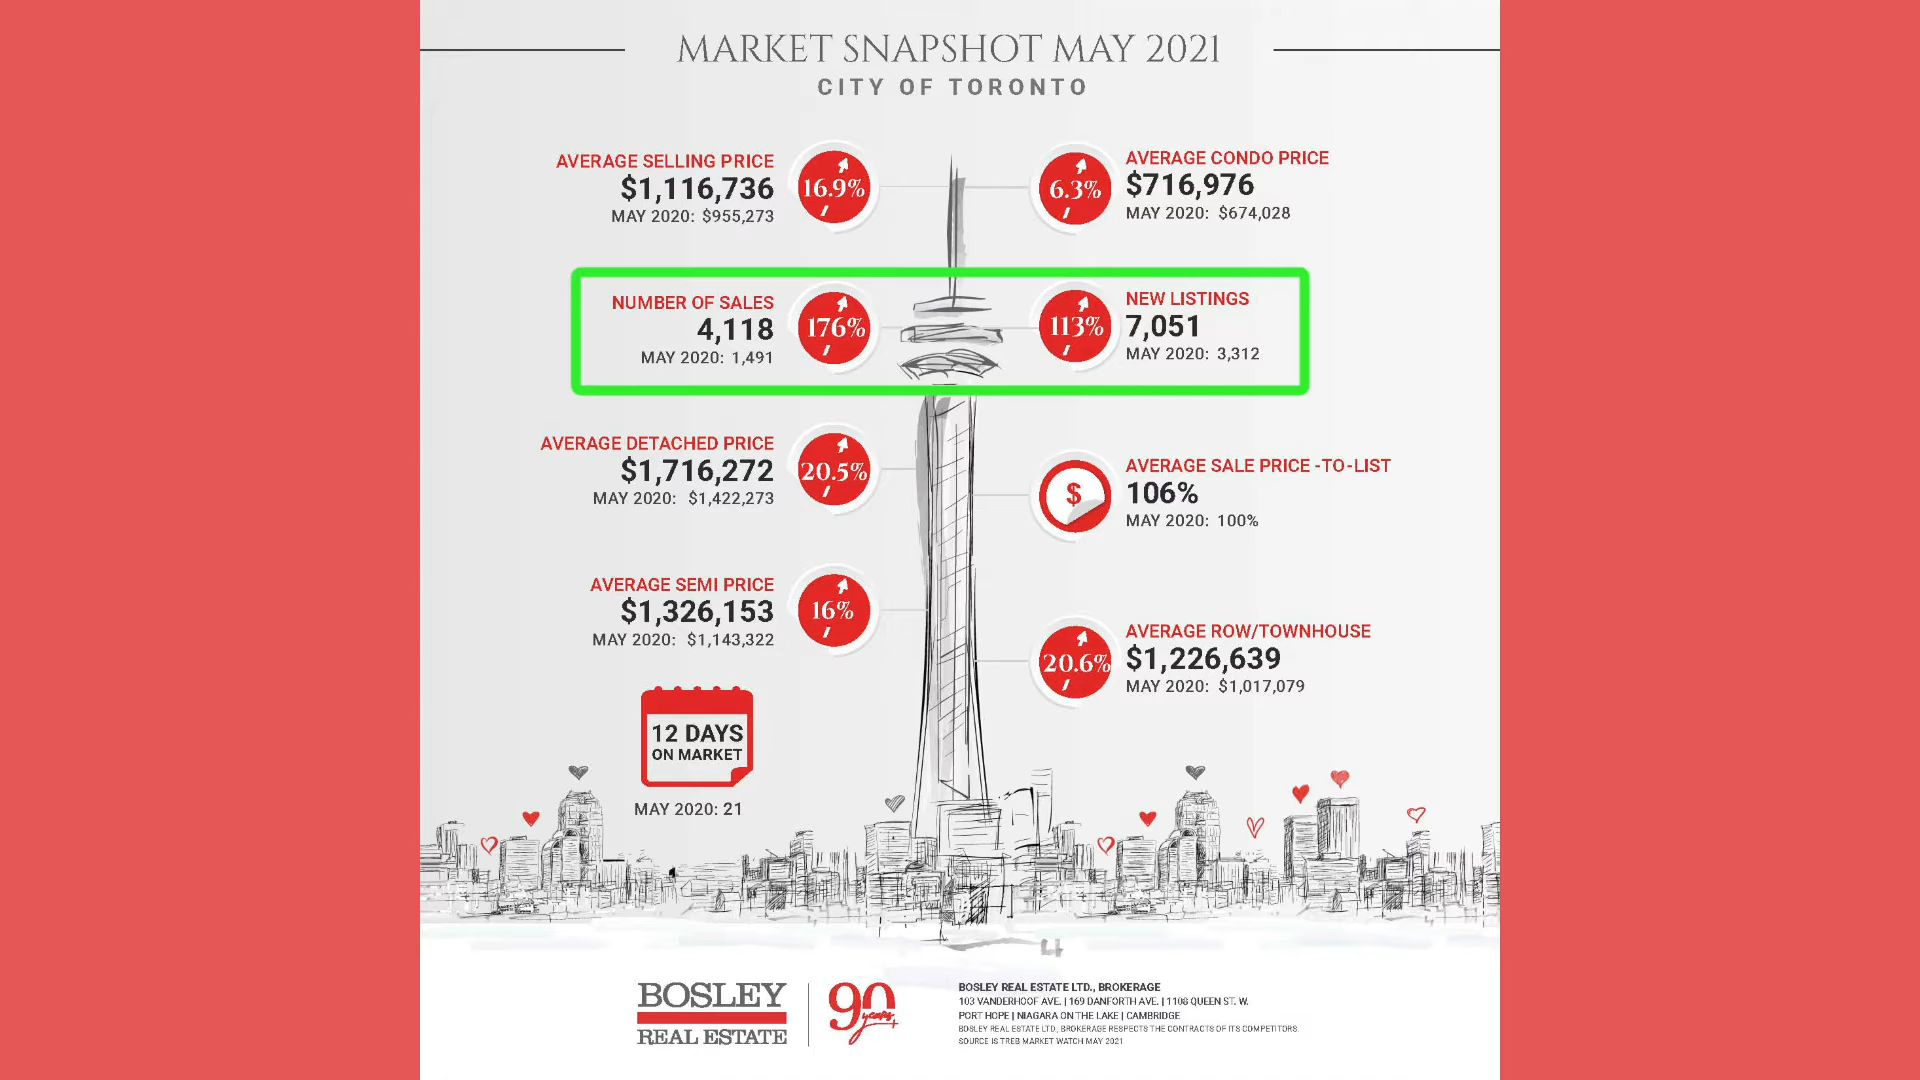 MARKET SNAPSHOT MAY 2021
CITY OF TORONTO
AVERAGE SELLING PRICE
$1,116,736
MAY 2020: $955,273
16.9%
6.3%
AVERAGE CONDO PRICE
$716,976
MAY 2020: $674,028
NUMBER OF SALES
4,118
MAY 2020: 1,491
176%
113%
NEW LISTINGS
7,051
MAY 2020: 3,312
AVERAGE DETACHED PRICE
$1,716,272
MAY 2020: $1,422,273
20.5%
$
AVERAGE SALE PRICE -TO-LIST
106%
MAY 2020: 100%
AVERAGE SEMI PRICE
$1,326,153
MAY 2020: $1,143,322
16%
20.6%
AVERAGE ROW/TOWNHOUSE
$1,226,639
MAY 2020: $1,017,079
12 DAYS
ON MARKET
MAY 2020: 21
BOSLEY
REAL ESTATE
90
years
BOSLEY REAL ESTATE LTD., BROKERAGE
103 VANDERHOOF AVE. | 169 DANFORTH AVE. | 1108 QUEEN ST. W.
PORT HOPE | NIAGARA ON THE LAKE | CAMBRIDGE
BOSLEY REAL ESTATE LTD., BROKERAGE RESPECTS THE CONTRACTS OF ITS COMPETITORS.
SOURCE IS TREB MARKET WATCH MAY 2021